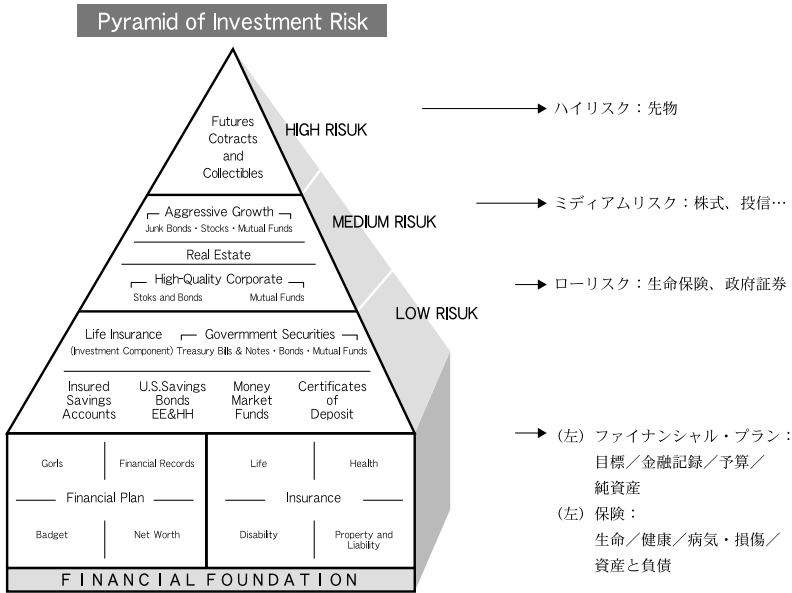 Pyramid of Investment Risk
Futures
Cotracts
and
Collectibles
HIGH RISUK
ハイリスク：先物
Aggressive Growth
Junk Bonds・Stocks・Mutual Funds
Real Estate
High-Quality Corporate
Stoks and Bonds Mutual Funds
MEDIUM RISUK
ミディアムリスク：株式、投信…
LOW RISUK
ローリスク：生命保険、政府証券
Life Insurance Government Securities
(Investment Component) Treasury Bills & Notes・Bonds・Mutual Funds
Insured
Savings
Accounts
U.S.Savings
Bonds
EE&HH
Money
Market
Funds
Certificates
of
Deposit
Gorls Financial Records
Financial Plan
Budget Net Worth
Life Health
Insurance
Disability
Property and
Liability
FINANCIAL FOUNDATION
（左）ファイナンシャル・プラン：
目標／金融記録／予算／
純資産
（左）保険：
生命／健康／病気・損傷／
資産と負債